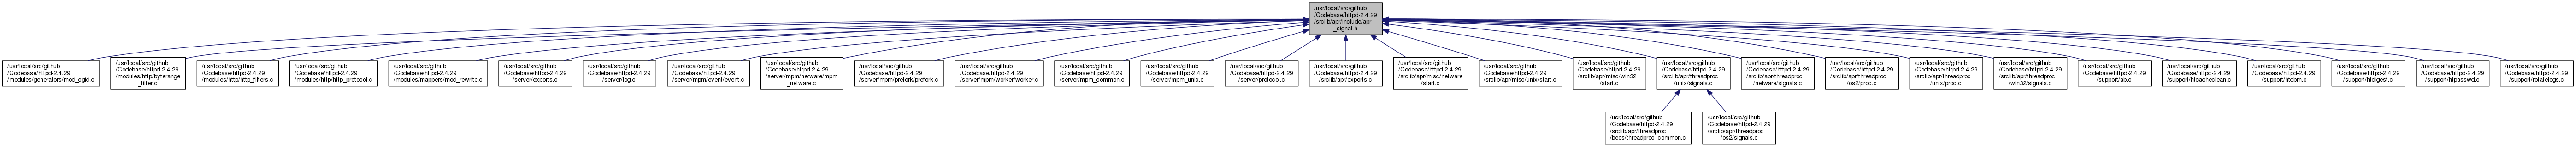 /usr/local/src/github
/Codebase/httpd-2.4.29
/srclib/apr/include/apr
_signal.h
/usr/local/src/github
/Codebase/httpd-2.4.29
/modules/generators/mod_cgid.c
/usr/local/src/github
/Codebase/httpd-2.4.29
/modules/http/byterange
_filter.c
/usr/local/src/github
/Codebase/httpd-2.4.29
/modules/http/http_filters.c
/usr/local/src/github
/Codebase/httpd-2.4.29
/modules/http/http_protocol.c
/usr/local/src/github
/Codebase/httpd-2.4.29
/modules/mappers/mod_rewrite.c
/usr/local/src/github
/Codebase/httpd-2.4.29
/server/exports.c
/usr/local/src/github
/Codebase/httpd-2.4.29
/server/log.c
/usr/local/src/github
/Codebase/httpd-2.4.29
/server/mpm/event/event.c
/usr/local/src/github
/Codebase/httpd-2.4.29
/server/mpm/netware/mpm
_netware.c
/usr/local/src/github
/Codebase/httpd-2.4.29
/server/mpm/prefork/prefork.c
/usr/local/src/github
/Codebase/httpd-2.4.29
/server/mpm/worker/worker.c
/usr/local/src/github
/Codebase/httpd-2.4.29
/server/mpm_common.c
/usr/local/src/github
/Codebase/httpd-2.4.29
/server/mpm_unix.c
/usr/local/src/github
/Codebase/httpd-2.4.29
/server/protocol.c
/usr/local/src/github
/Codebase/httpd-2.4.29
/srclib/apr/exports.c
/usr/local/src/github
/Codebase/httpd-2.4.29
/srclib/apr/misc/netware
/start.c
/usr/local/src/github
/Codebase/httpd-2.4.29
/srclib/apr/misc/unix/start.c
/usr/local/src/github
/Codebase/httpd-2.4.29
/srclib/apr/misc/win32
/start.c
/usr/local/src/github
/Codebase/httpd-2.4.29
/srclib/apr/threadproc
/unix/signals.c
/usr/local/src/github
/Codebase/httpd-2.4.29
/srclib/apr/threadproc
/netware/signals.c
/usr/local/src/github
/Codebase/httpd-2.4.29
/srclib/apr/threadproc
/os2/proc.c
/usr/local/src/github
/Codebase/httpd-2.4.29
/srclib/apr/threadproc
/unix/proc.c
/usr/local/src/github
/Codebase/httpd-2.4.29
/srclib/apr/threadproc
/win32/signals.c
/usr/local/src/github
/Codebase/httpd-2.4.29
/support/ab.c
/usr/local/src/github
/Codebase/httpd-2.4.29
/support/htcacheclean.c
/usr/local/src/github
/Codebase/httpd-2.4.29
/support/htdbm.c
/usr/local/src/github
/Codebase/httpd-2.4.29
/support/htdigest.c
/usr/local/src/github
/Codebase/httpd-2.4.29
/support/htpasswd.c
/usr/local/src/github
/Codebase/httpd-2.4.29
/support/rotatelogs.c
/usr/local/src/github
/Codebase/httpd-2.4.29
/srclib/apr/threadproc
/beos/threadproc_common.c
/usr/local/src/github
/Codebase/httpd-2.4.29
/srclib/apr/threadproc
/os2/signals.c